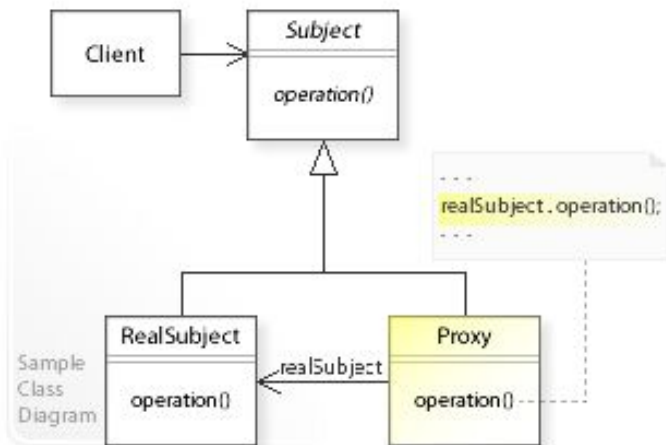 Client
Subject
operation()
- - -
realSubject.operation();
- - -
RealSubject
operation()
realSubject
Proxy
operation()
Sample
Class
Diagram